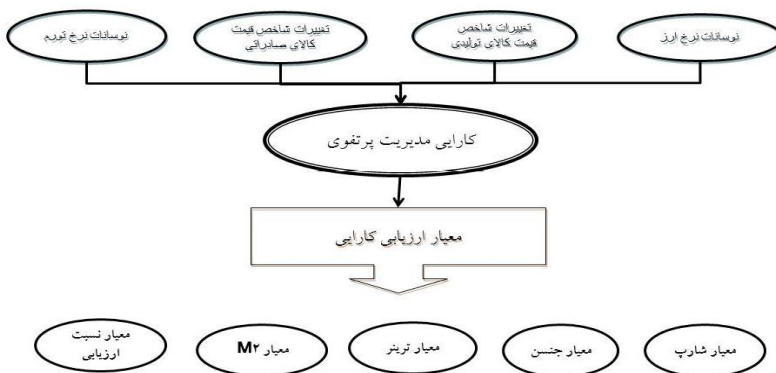 نوسانات نرخ ارز
تغییرات شاخص
قیمت کالای تولیدی
تغییرات شاخص قیمت
کالای صادراتی
نوسانات نرخ تورم
کارایی مدیریت پرتفوی
معیار ارزیابی کارایی
معیار شارپ
معیار جنسن
معیار ترینر
معیار M۲
معیار نسبت
ارزیابی